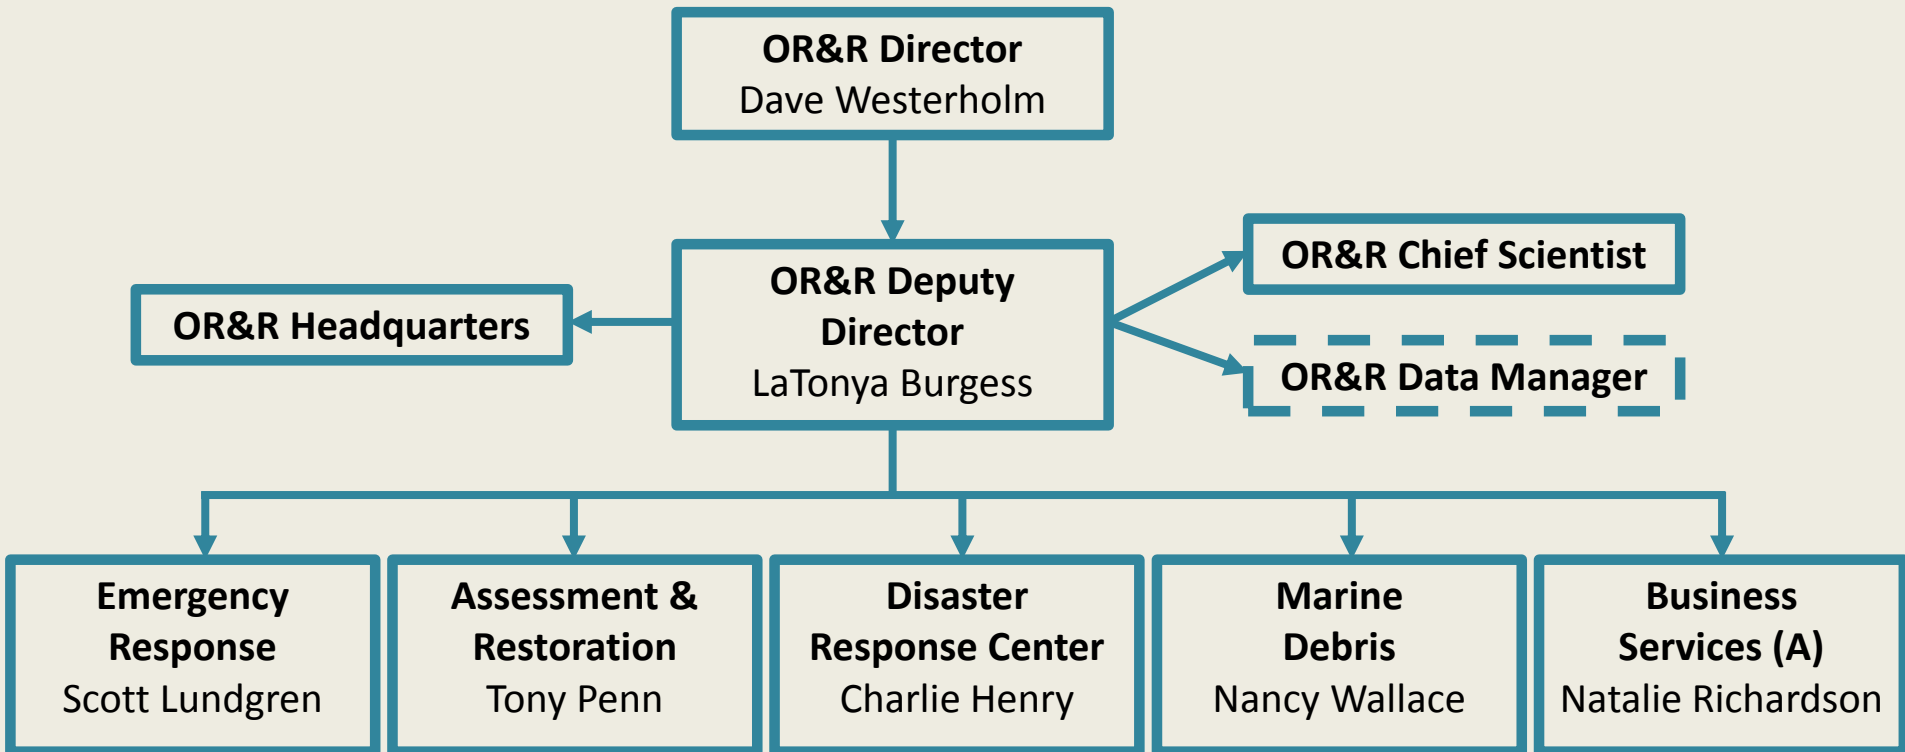 OR&R Director
Dave Westerholm
OR&R Deputy
Director
LaTonya Burgess
OR&R Headquarters
OR&R Chief Scientist
OR&R Data Manager
Emergency
Response
Scott Lundgren
Assessment &
Restoration
Tony Penn
Disaster
Response Center
Charlie Henry
Marine
Debris
Nancy Wallace
Business
Services (A)
Natalie Richardson